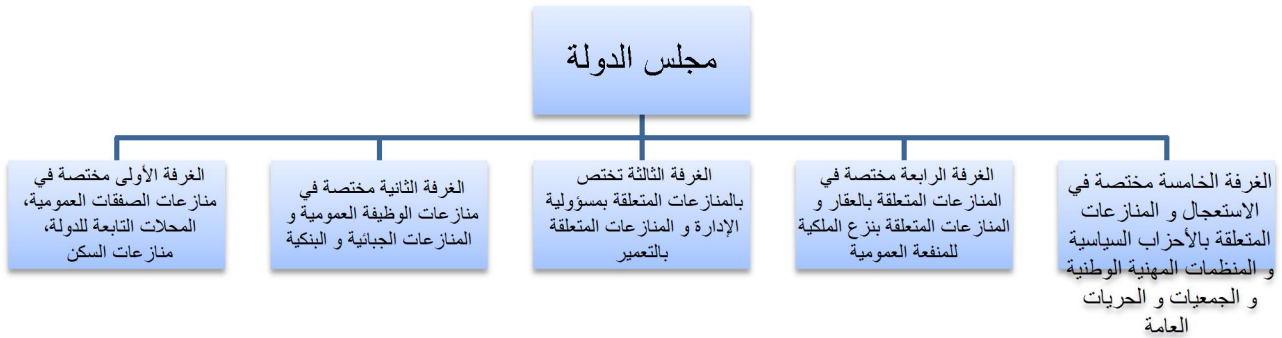 مجلس الدولة
الغرفة الأولى مختصة في
منازعات الصفقات العمومية،
المحلات التابعة للدولة،
منازعات السكن
الغرفة الثانية مختصة في
منازعات الوظيفة العمومية و
المنازعات الجبائية و البنكية
الغرفة الثالثة تختص
بالمنازعات المتعلقة بمسؤولية
الإدارة و المنازعات المتعلقة
بالتعمير
الغرفة الرابعة مختصة في
المنازعات المتعلقة بالعقار و
المنازعات المتعلقة بنزع الملكية
للمنفعة العمومية
الغرفة الخامسة مختصة في
الاستعجال و المنازعات
المتعلقة بالأحزاب السياسية
و المنظمات المهنية الوطنية
و الجمعيات و الحريات
العامة